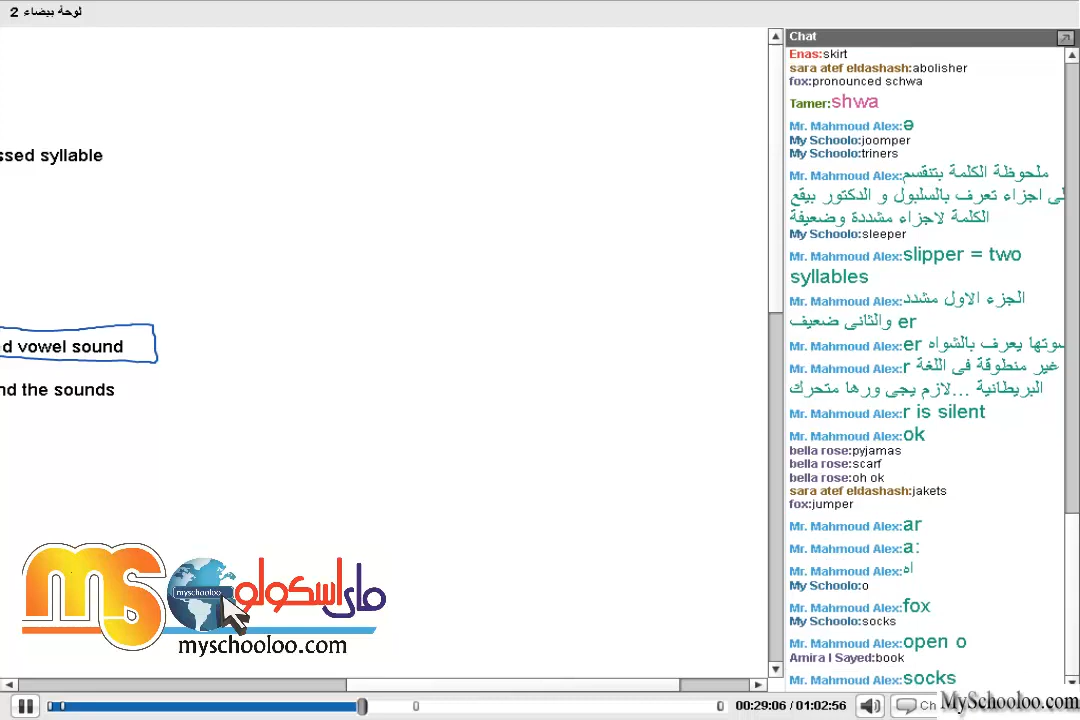 لوحة بيضاء 2
ssed syllable
d vowel sound
nd the sounds
ms
myschooloo
ماى اسكولو
myschooloo.com
Chat
Enas:skirt
sara atef eldashash:abolisher
fox:pronounced schwa
Tamer:shwa
Mr. Mahmoud Alex:ə
My Schoolo:joomper
My Schoolo:triners
Mr. Mahmoud Alex:ملحوظة الكلمة بتنقسم
لى اجزاء تعرف بالسلبول و الدكتور بيقع
الكلمة لاجزاء مشددة وضعيفة
My Schoolo:sleeper
Mr. Mahmoud Alex:slipper = two
syllables
Mr. Mahmoud Alex:الجزء الاول مشدد
والثانى ضعيف er
Mr. Mahmoud Alex:er صوتها يعرف بالشواه
Mr. Mahmoud Alex:r غير منطوقة فى اللغة
البريطانية ...لازم يجى ورها متحرك
Mr. Mahmoud Alex:r is silent
Mr. Mahmoud Alex:ok
bella rose:pyjamas
bella rose:scarf
bella rose:oh ok
sara atef eldashash:jakets
fox:jumper
Mr. Mahmoud Alex:ar
Mr. Mahmoud Alex:a:
Mr. Mahmoud Alex:اه
My Schoolo:o
Mr. Mahmoud Alex:fox
My Schoolo:socks
Mr. Mahmoud Alex:open o
Amira l Sayed:book
Mr. Mahmoud Alex:socks
00:29:06 / 01:02:56
Ch
MySchooloo.com